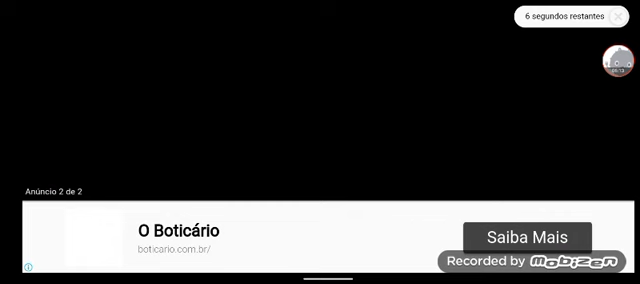 6 segundos restantes
Anúncio 2 de 2
O Boticário
boticario.com.br/
Saiba Mais
Recorded by mobizen